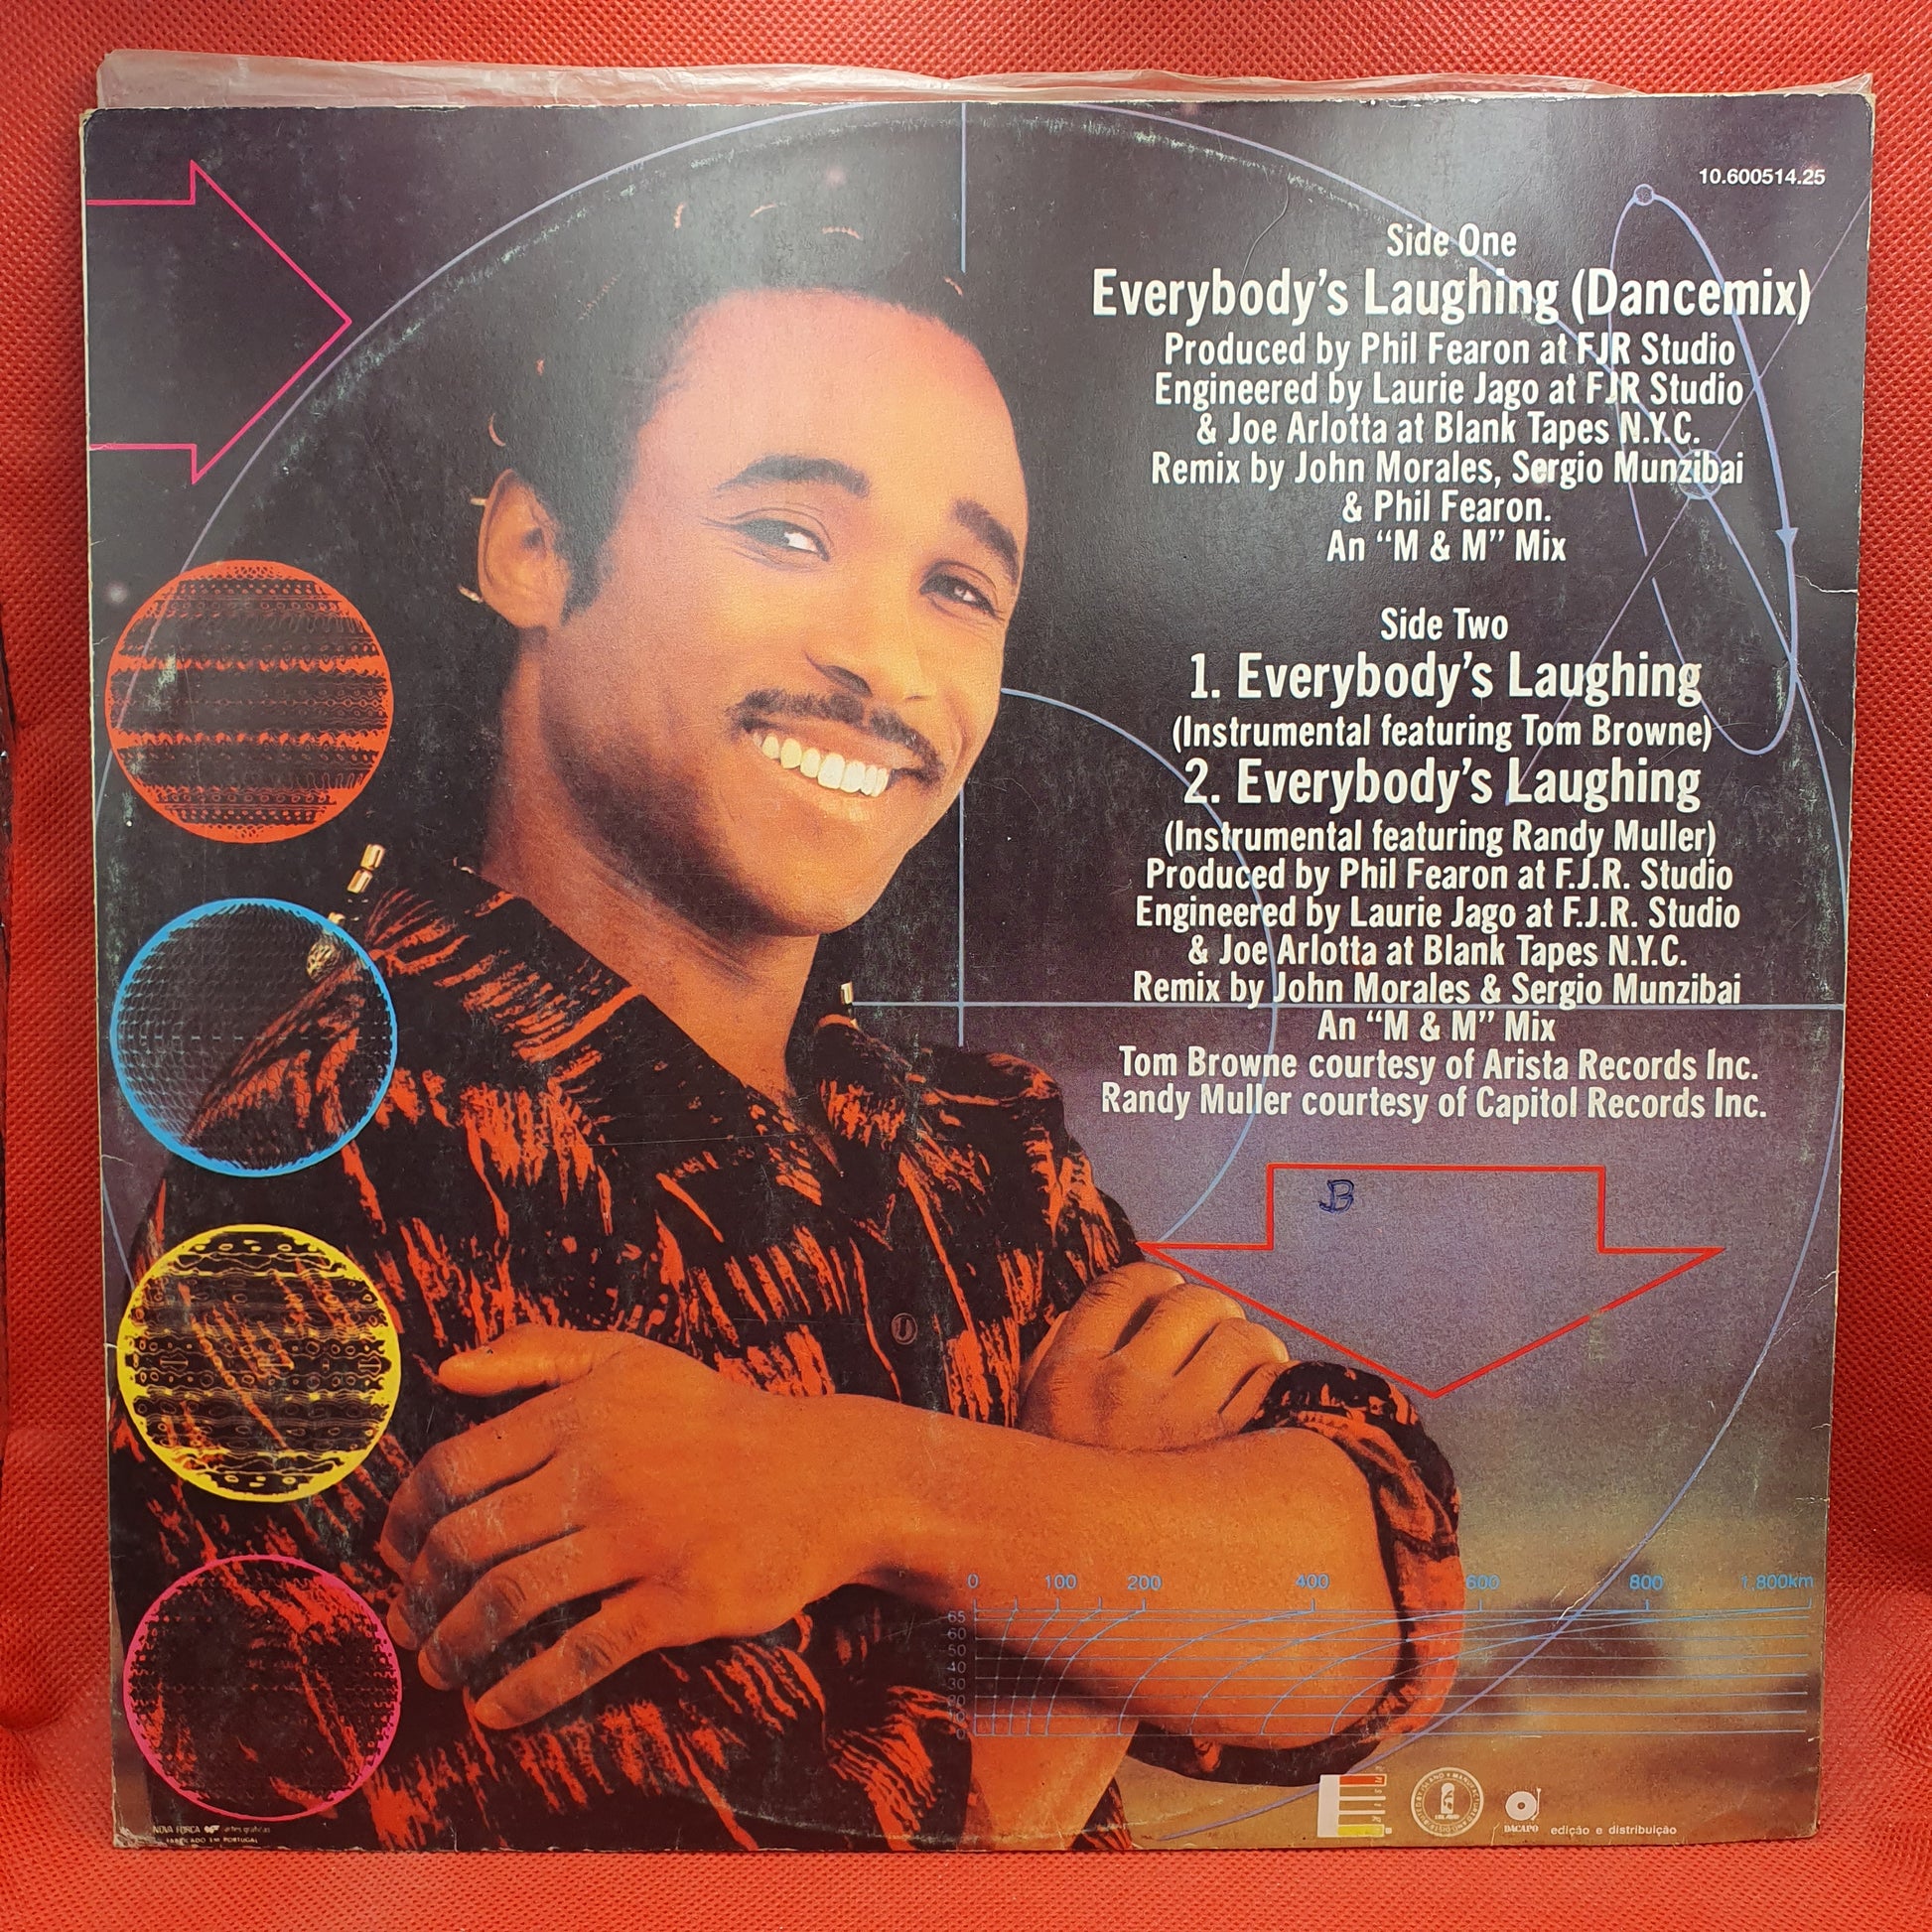 10.600514.25
Side One
Everybody's Laughing (Dancemix)
Produced by Phil Fearon at FJR Studio
Engineered by Laurie Jago at FJR Studio
& Joe Arlotta at Blank Tapes N.Y.C.
Remix by John Morales, Sergio Munzibai
& Phil Fearon.
An “M & M” Mix
Side Two
1. Everybody's Laughing
(Instrumental featuring Tom Browne)
2. Everybody's Laughing
(Instrumental featuring Randy Muller)
Produced by Phil Fearon at F.J.R. Studio
Engineered by Laurie Jago at F.J.R. Studio
& Joe Arlotta at Blank Tapes N.Y.C.
Remix by John Morales & Sergio Munzibai
An “M & M” Mix
Tom Browne courtesy of Arista Records Inc.
Randy Muller courtesy of Capitol Records Inc.
JB
0 100 200 400 600 800 1,800km
65
60
50
40
30
20
10
0
DACAPO edição e distribuição
NOVA FORÇA artes gráficas
FABRICADO EM PORTUGAL